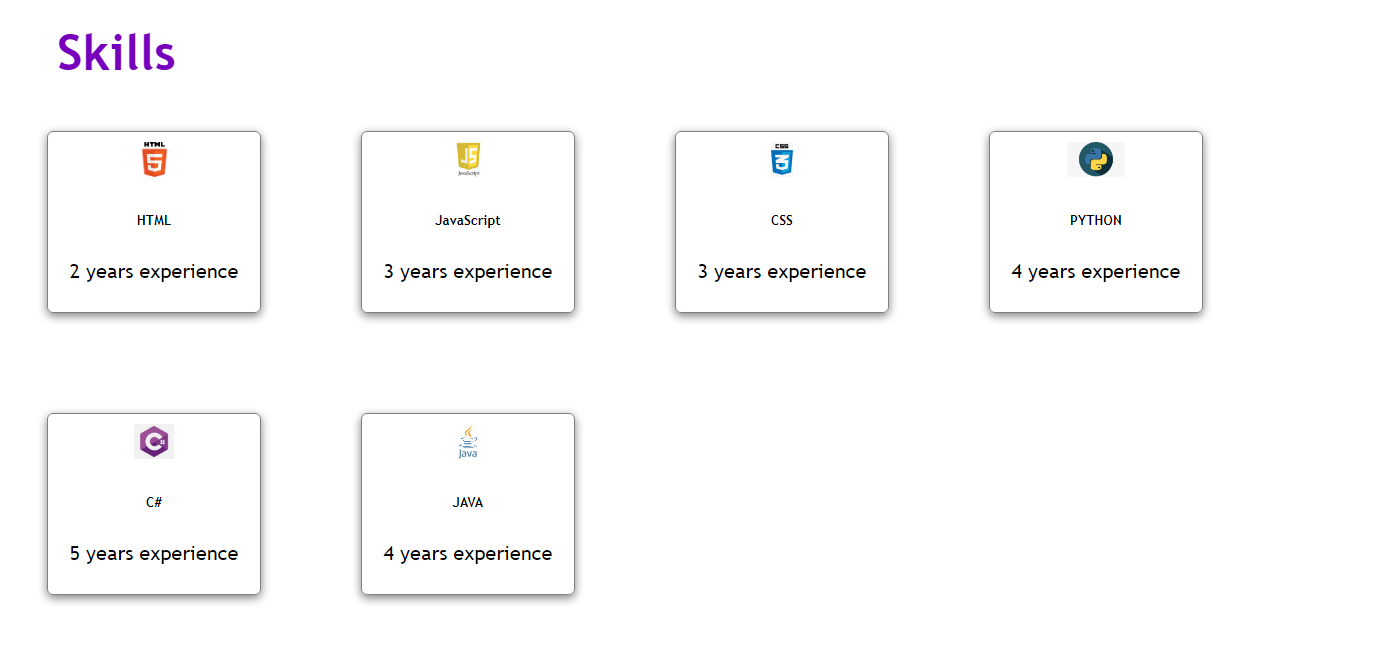 Skills
HTML
5
HTML
2 years experience
JS
JavaScript
JavaScript
3 years experience
CSS
3
CSS
3 years experience
PYTHON
4 years experience
C#
C#
5 years experience
Java
JAVA
4 years experience